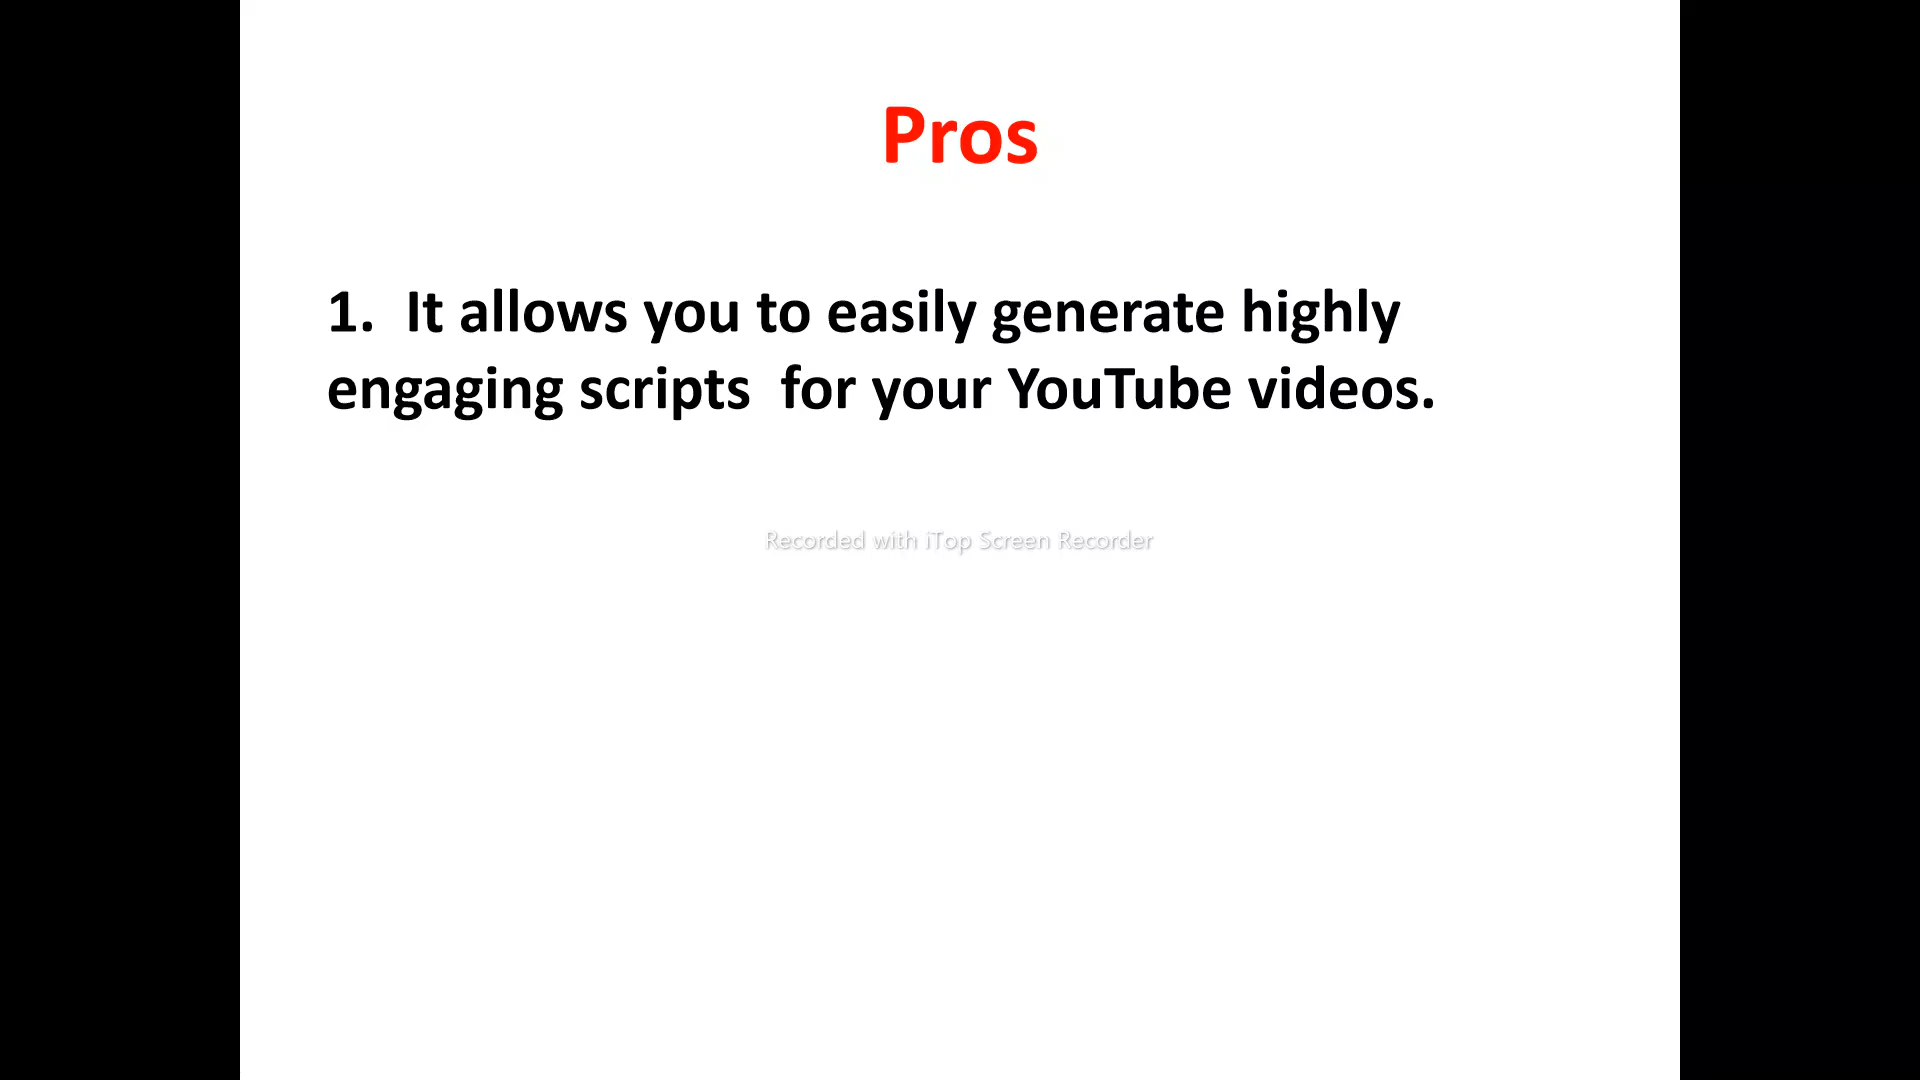 Pros
1.  It allows you to easily generate highly
engaging scripts  for your YouTube videos.
Recorded with iTop Screen Recorder